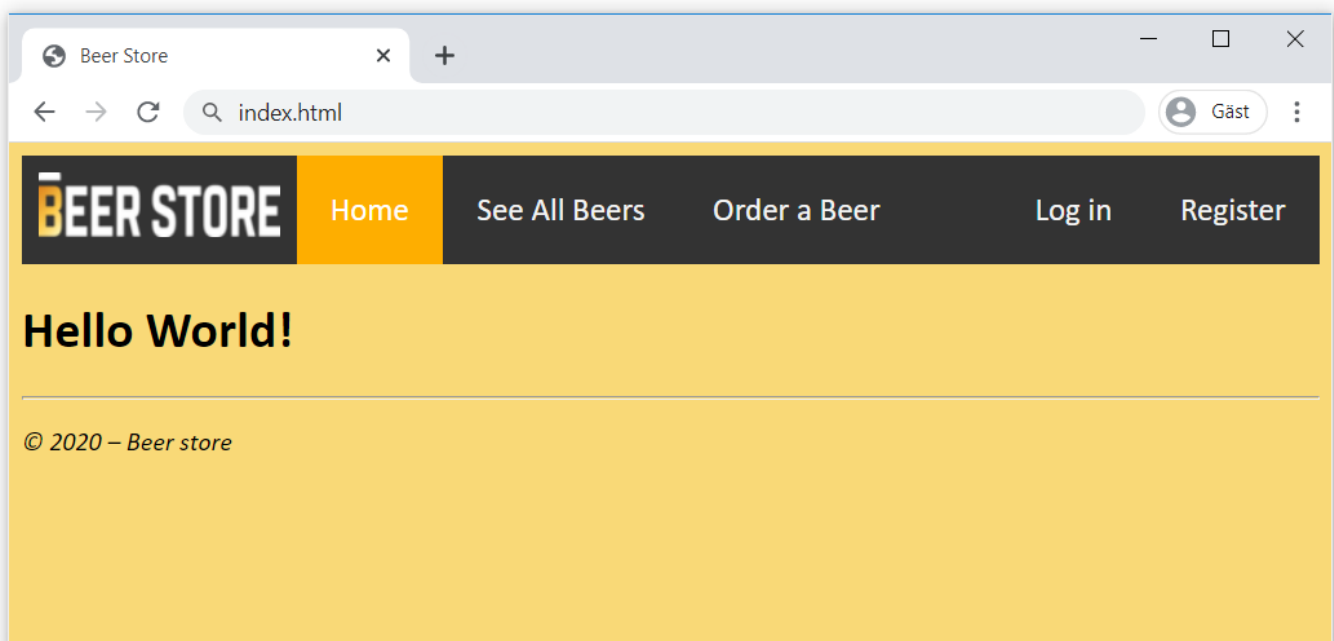 Beer Store
index.html
Gäst
BEER STORE Home See All Beers Order a Beer Log in Register
Hello World!
© 2020 – Beer store